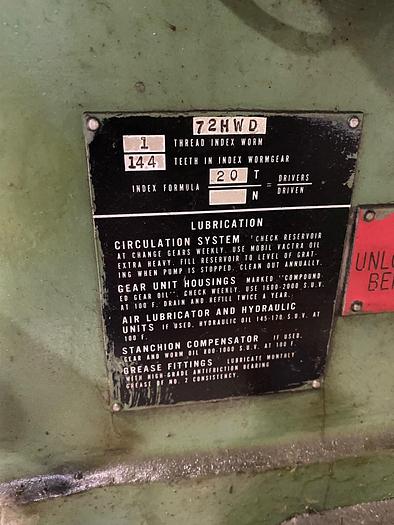 72HWD
1 THREAD INDEX WORM
144 TEETH IN INDEX WORMGEAR
INDEX FORMULA 20 T / N = DRIVERS / DRIVEN
LUBRICATION
CIRCULATION SYSTEM CHECK RESERVOIR
AT CHANGE GEARS WEEKLY. USE MOBIL VACTRA OIL
EXTRA HEAVY. FILL RESERVOIR TO LEVEL OF GRAT-
ING WHEN PUMP IS STOPPED. CLEAN OUT ANNUALLY.
GEAR UNIT HOUSINGS MARKED "COMPOUND
ED GEAR OIL". CHECK WEEKLY. USE 1600-2000 S.U.V.
AT 100 F. DRAIN AND REFILL TWICE A YEAR.
AIR LUBRICATOR AND HYDRAULIC
UNITS IF USED. HYDRAULIC OIL 145-170 S.U.V. AT
100 F.
STANCHION COMPENSATOR IF USED.
GEAR AND WORM OIL 800-1000 S.U.V. AT 100 F.
GREASE FITTINGS LUBRICATE MONTHLY
WITH HIGH-GRADE ANTIFRICTION BEARING
GREASE OF NO. 2 CONSISTENCY.
UNLO
BE